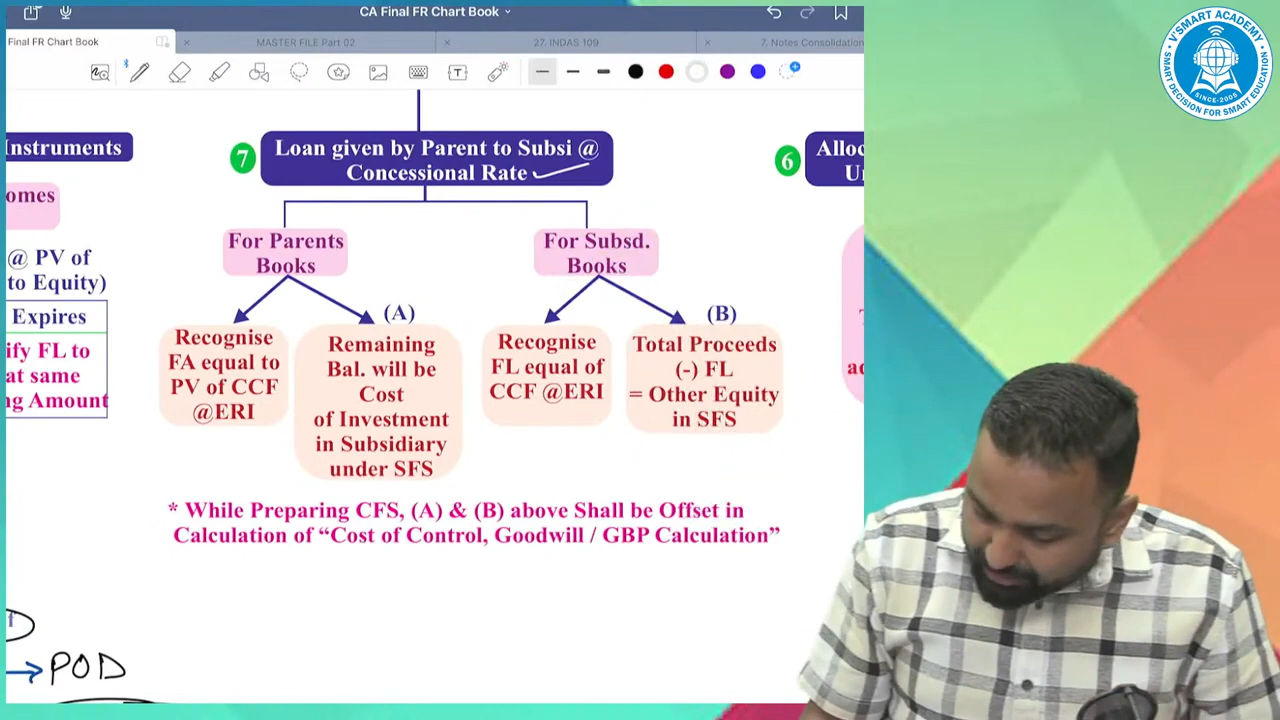 CA Final FR Chart Book
Final FR Chart Book
MASTER FILE Part 02
27. INDAS 109
7. Notes Consolidation
V'SMART ACADEMY
SMART DECISION FOR SMART EDUCATION
SINCE-2005
Instruments
omes
@ PV of
to Equity)
Expires
ify FL to
at same
ng Amount
7
Loan given by Parent to Subsi @
Concessional Rate
For Parents
Books
For Subsd.
Books
(A)
(B)
Recognise
FA equal to
PV of CCF
@ERI
Remaining
Bal. will be
Cost
of Investment
in Subsidiary
under SFS
Recognise
FL equal of
CCF @ERI
Total Proceeds
(-) FL
= Other Equity
in SFS
* While Preparing CFS, (A) & (B) above Shall be Offset in
Calculation of “Cost of Control, Goodwill / GBP Calculation”
6
Alloc
U
POD